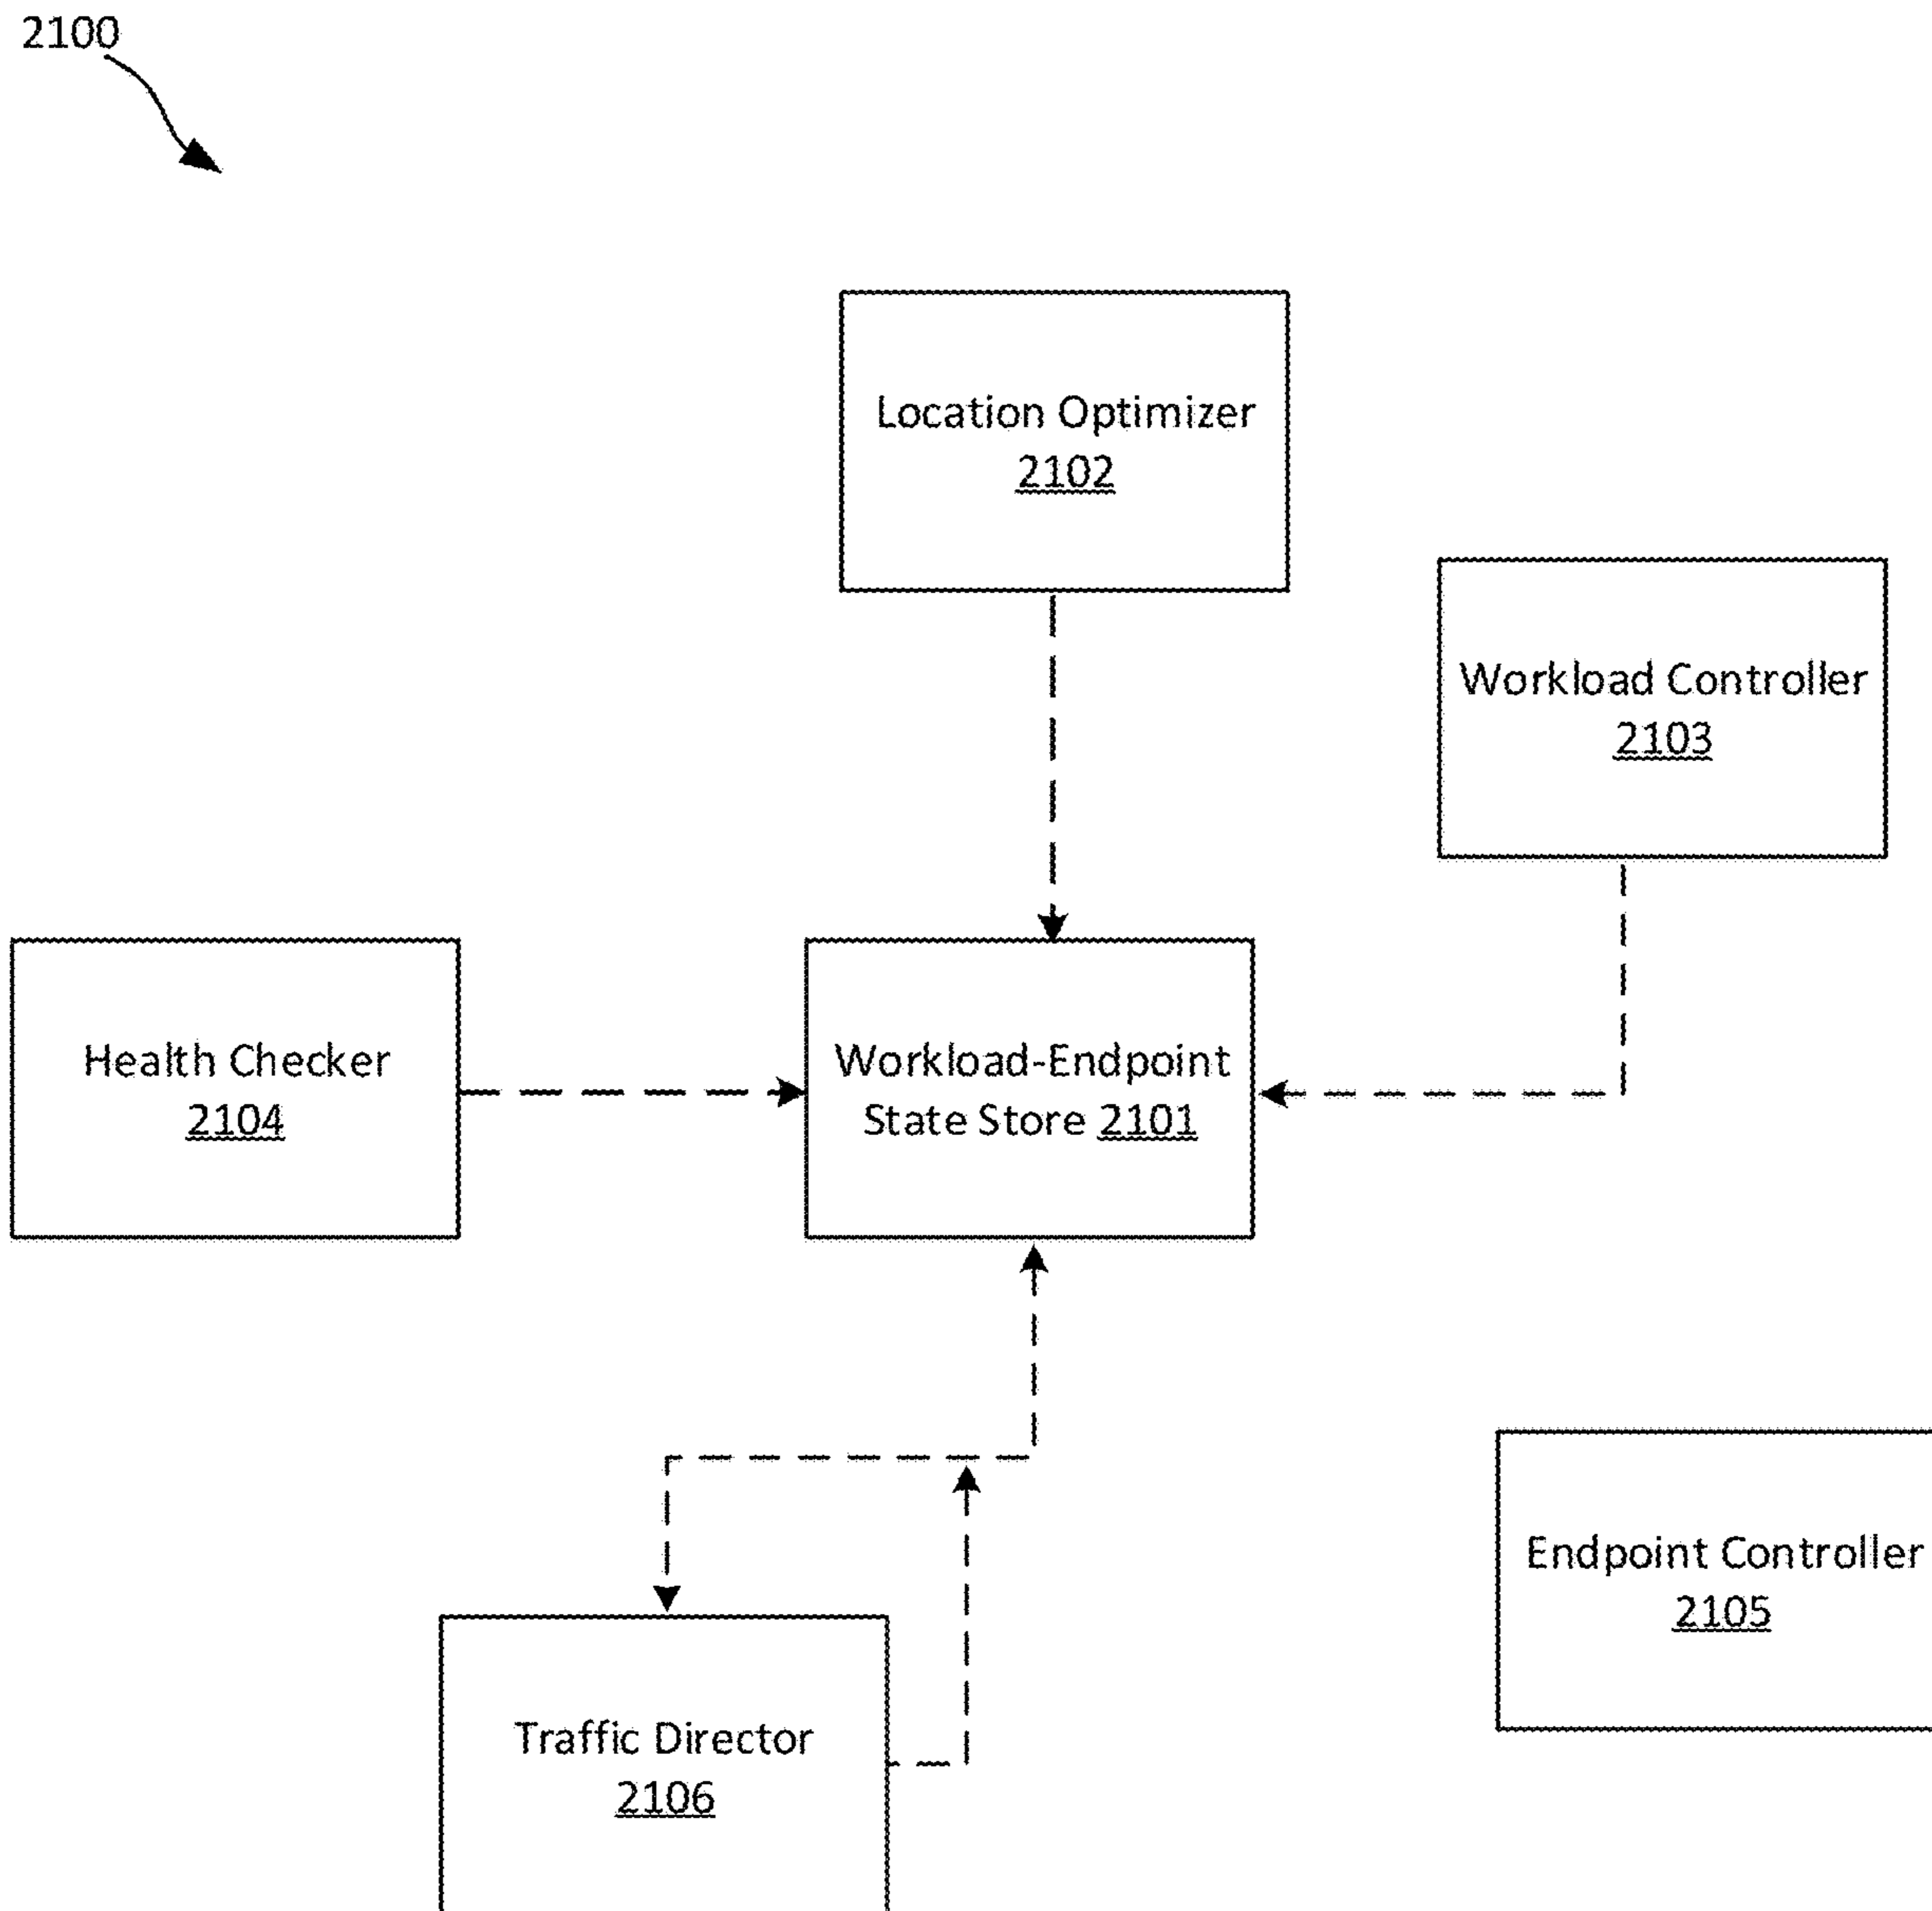 2100
Location Optimizer
2102
Workload Controller
2103
Health Checker
2104
Workload-Endpoint
State Store 2101
Endpoint Controller
2105
Traffic Director
2106